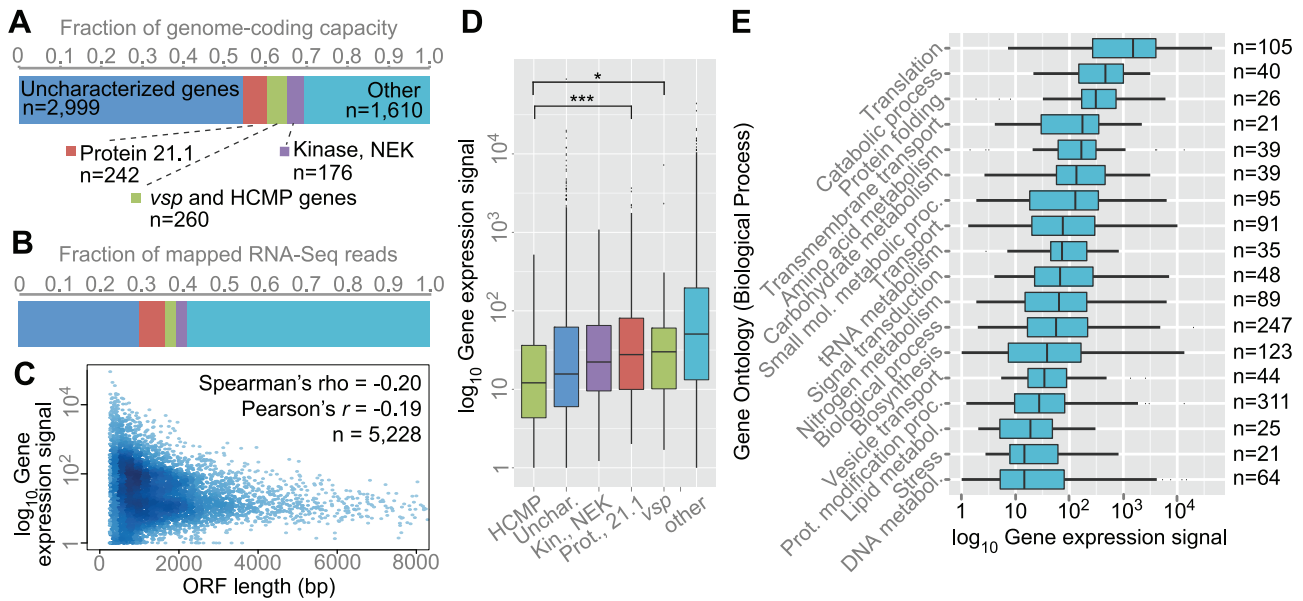 A
Fraction of genome-coding capacity
0 0.1 0.2 0.3 0.4 0.5 0.6 0.7 0.8 0.9 1.0
Uncharacterized genes
n=2,999
Other
n=1,610
Protein 21.1
n=242
Kinase, NEK
n=176
vsp and HCMP genes
n=260
B
Fraction of mapped RNA-Seq reads
0.0 0.1 0.2 0.3 0.4 0.5 0.6 0.7 0.8 0.9 1.0
C
Spearman's rho = -0.20
Pearson's r = -0.19
n = 5,228
log10 Gene
expression signal
10^4
10^2
1
0 2000 4000 6000 8000
ORF length (bp)
D
*
***
log10 Gene expression signal
10^4
10^3
10^2
10
1
HCMP
Unchar.
Kin., NEK
Prot., 21.1
vsp
other
E
Gene Ontology (Biological Process)
Translation
Catabolic process
Protein folding
Transmembrane transport
Amino acid metabolism
Carbohydrate metabolism
Small mol. metabolic proc.
Transport
tRNA metabolism
Signal transduction
Nitrogen metabolism
Biological process
Biosynthesis
Vesicle transport
Prot. modification proc.
Lipid metabol.
Stress
DNA metabol.
n=105
n=40
n=26
n=21
n=39
n=39
n=95
n=91
n=35
n=48
n=89
n=247
n=123
n=44
n=311
n=25
n=21
n=64
1 10 10^2 10^3 10^4
log10 Gene expression signal